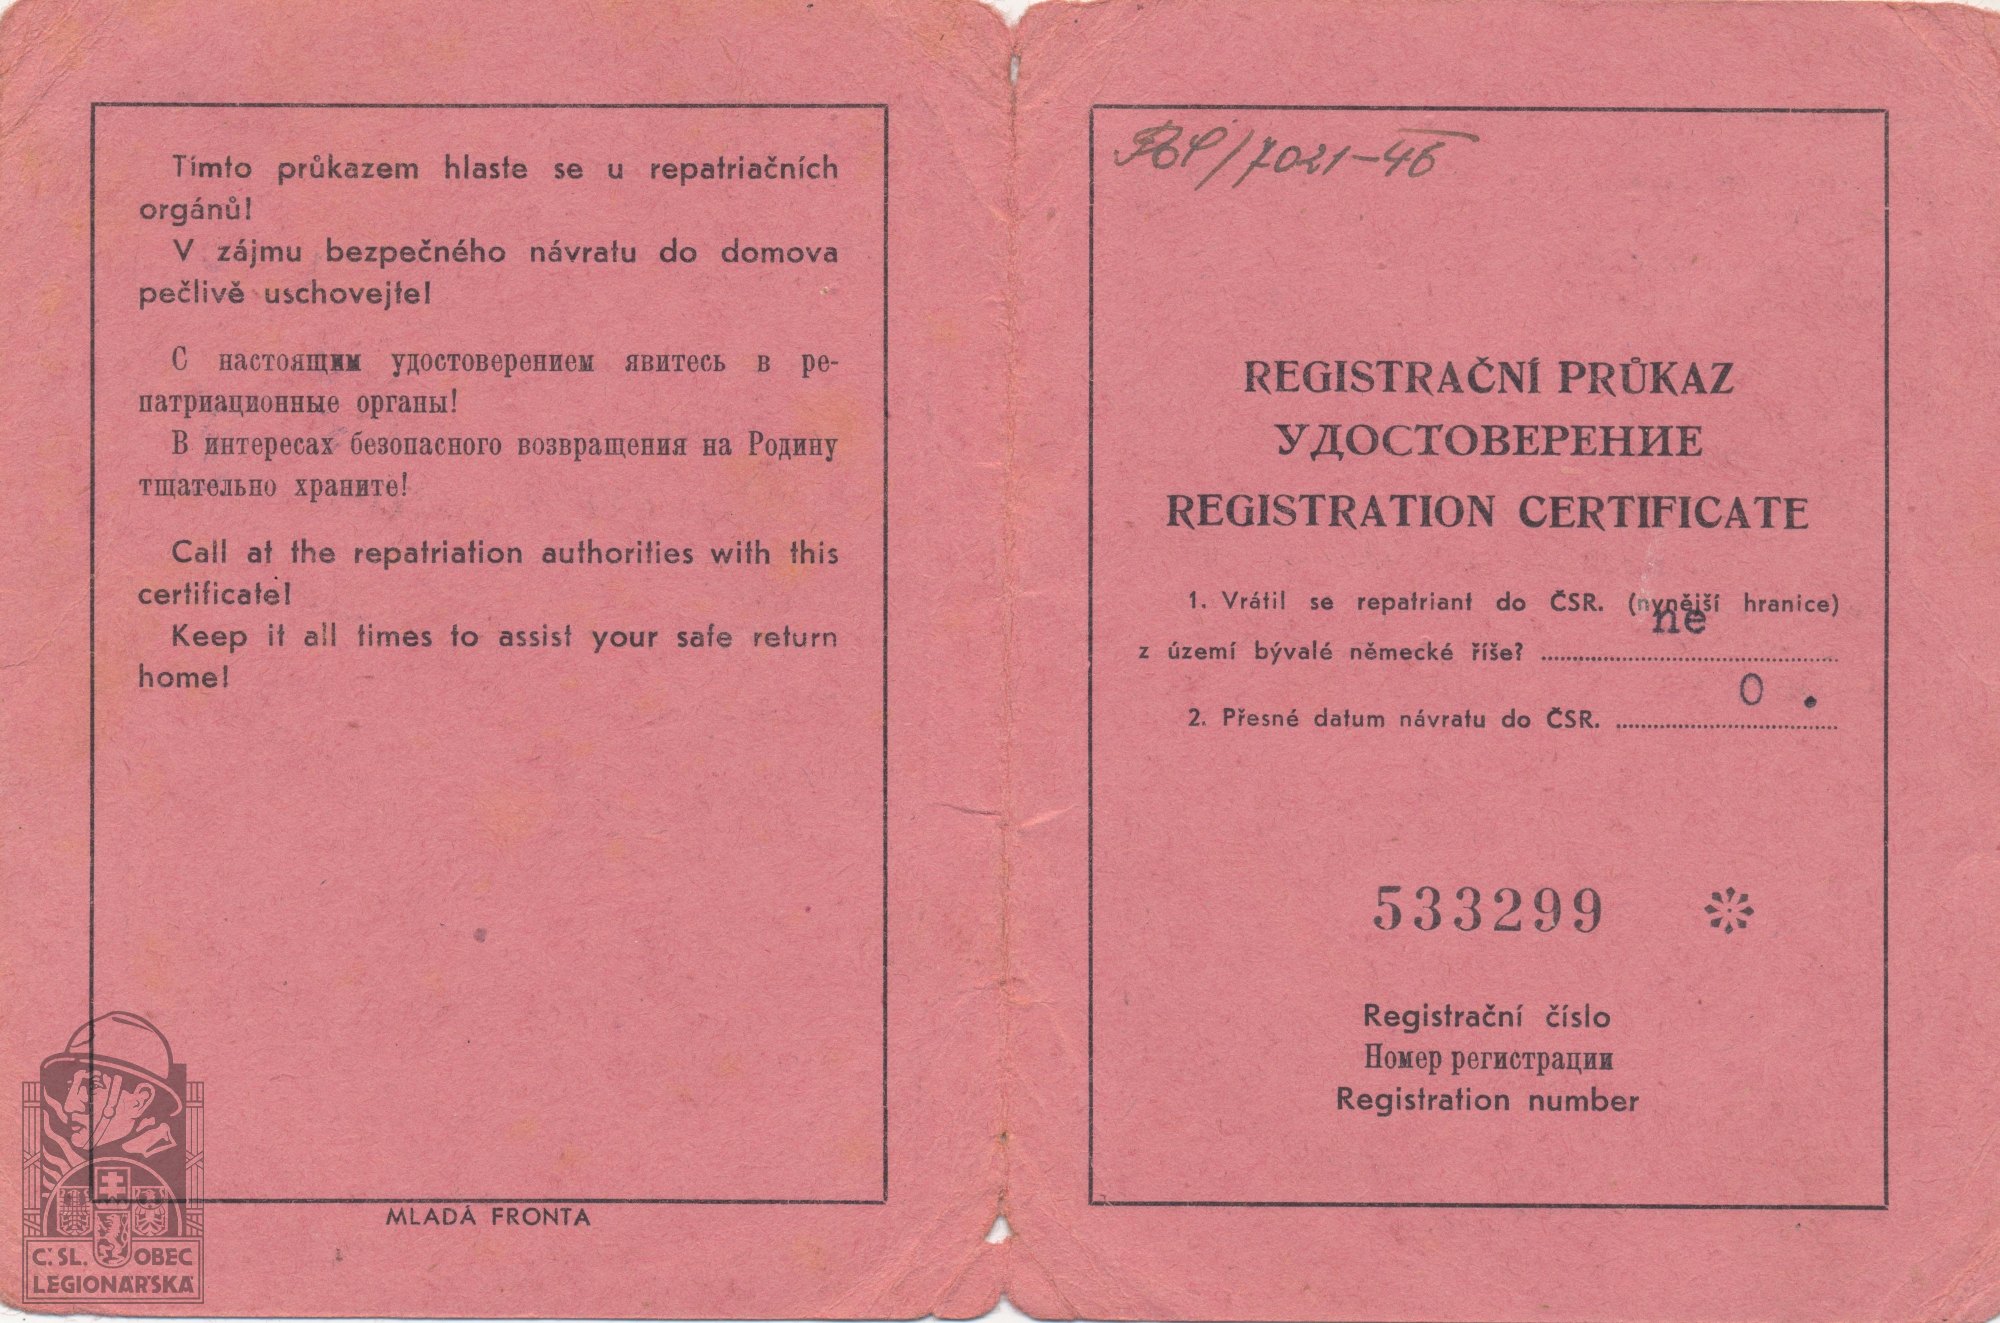 Tímto průkazem hlaste se u repatriačních
orgánů!
V zájmu bezpečného návratu do domova
pečlivě uschovejte!
С настоящим удостоверением явитесь в ре-
патриационные органы!
В интересах безопасного возвращения на Родину
тщательно храните!
Call at the repatriation authorities with this
certificate!
Keep it all times to assist your safe return
home!
MLADÁ FRONTA
Č. SL. OBEC
LEGIONÁŘSKÁ
/7021-46
REGISTRAČNÍ PRŮKAZ
УДОСТОВЕРЕНИЕ
REGISTRATION CERTIFICATE
1. Vrátil se repatriant do ČSR. (nynější hranice)
z území bývalé německé říše? ne
2. Přesné datum návratu do ČSR. 0 .
533299
Registrační číslo
Номер регистрации
Registration number